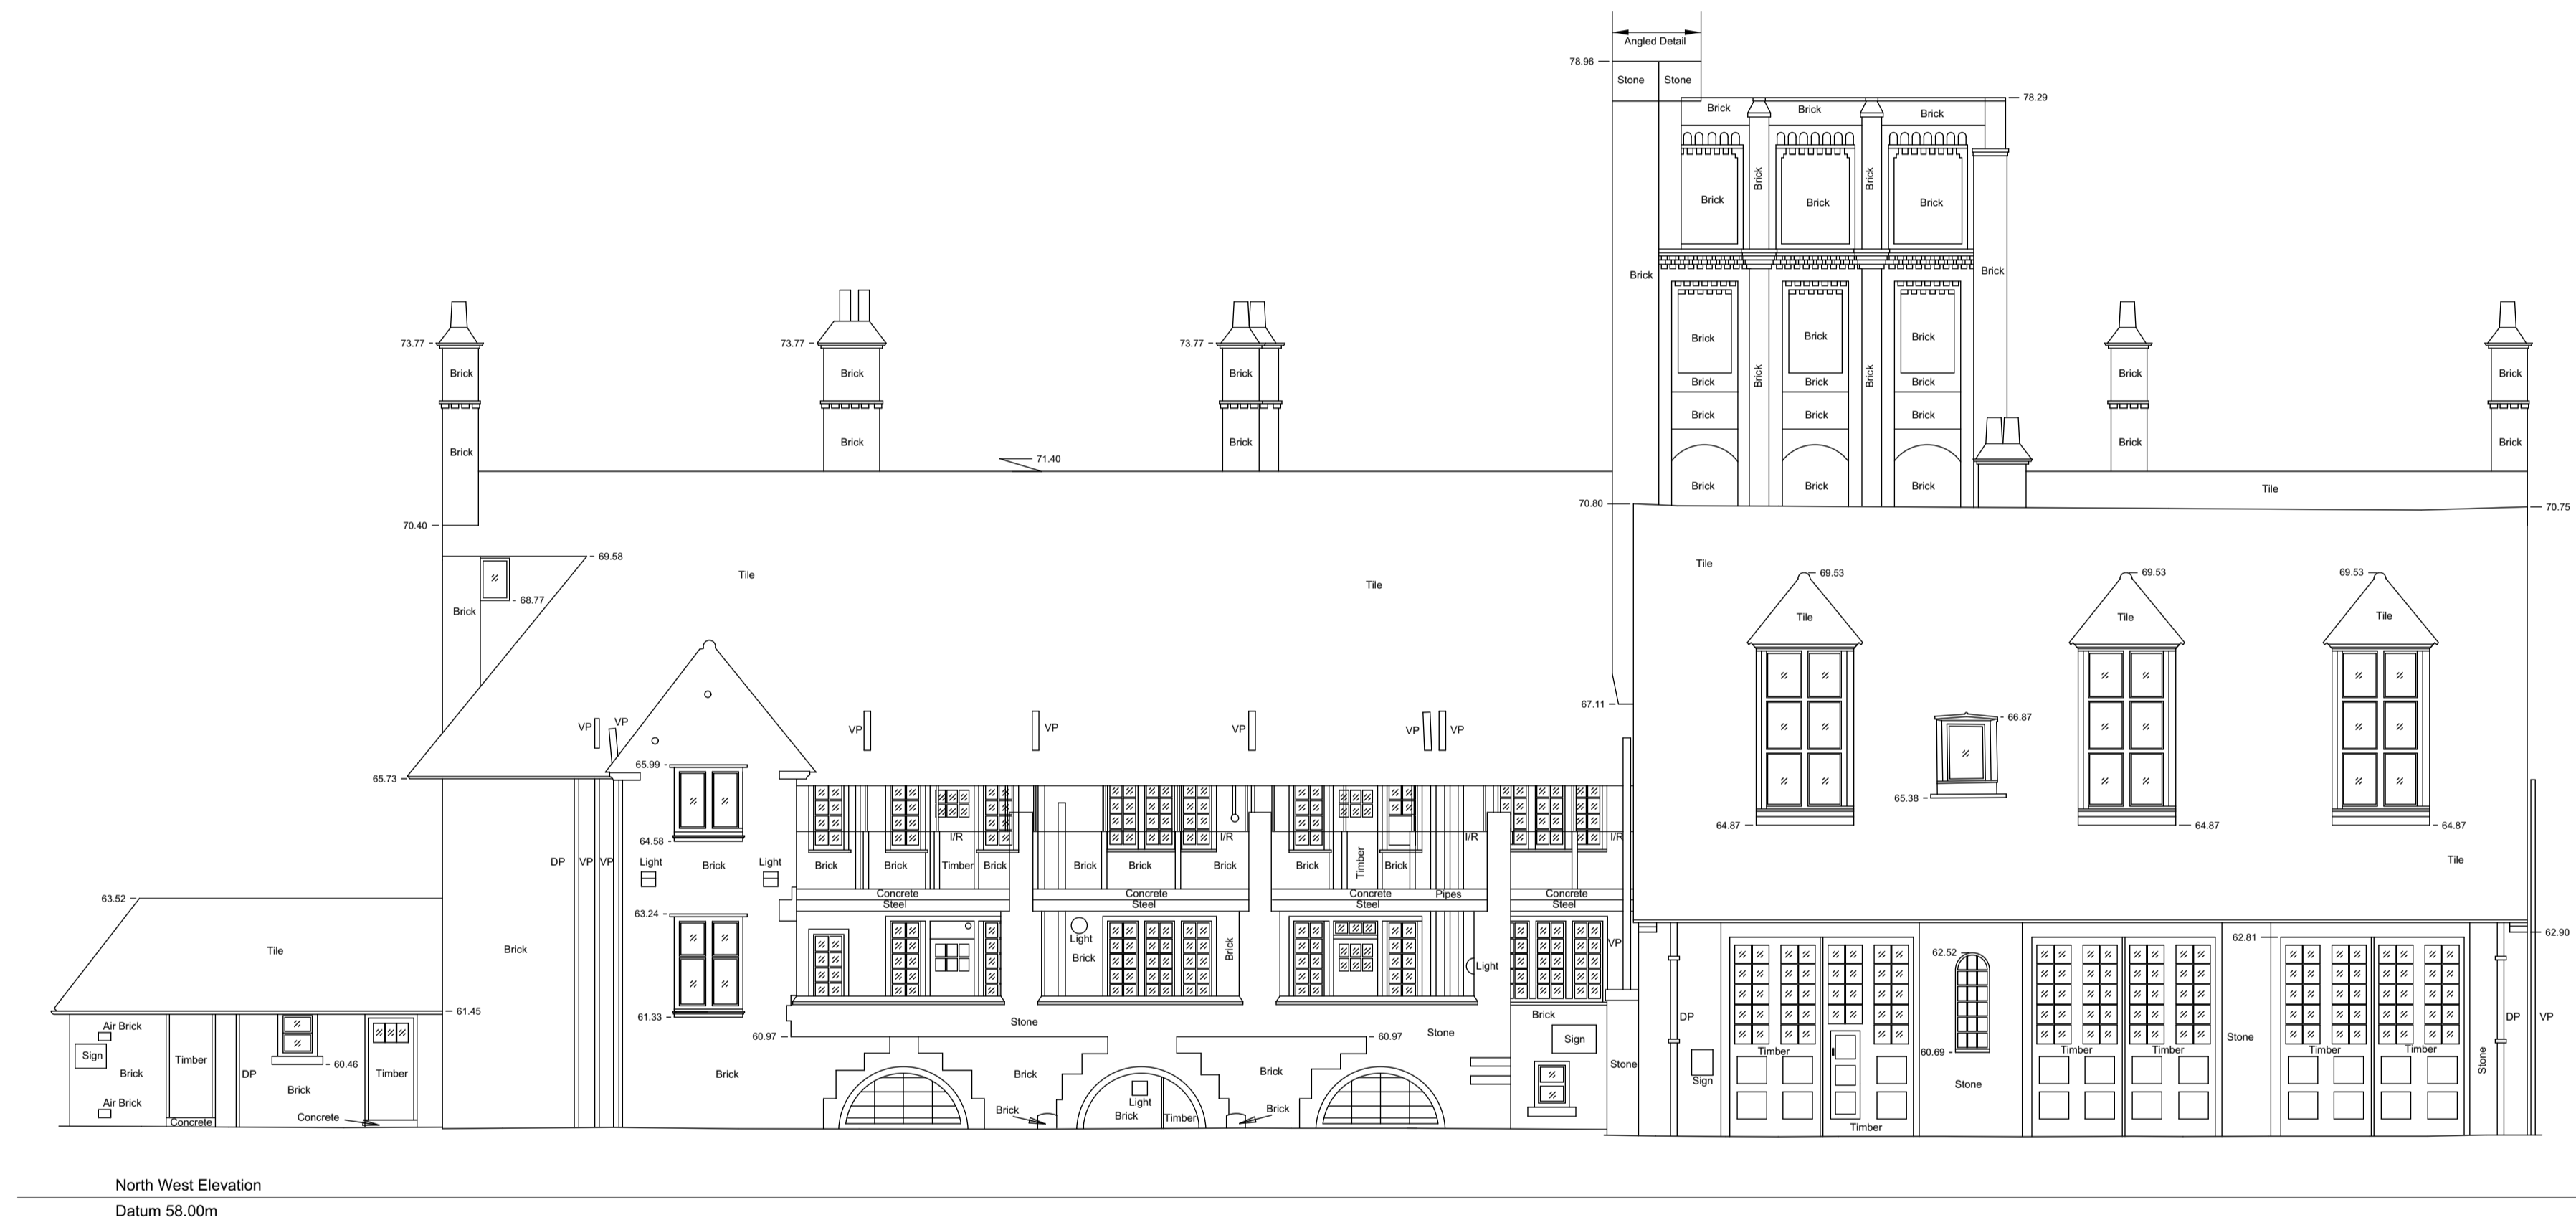 Angled Detail
78.96
Stone Stone
78.29
Brick Brick Brick
Brick Brick
Brick Brick Brick
Brick Brick
73.77 73.77 73.77
Brick Brick Brick
Brick Brick Brick
Brick Brick
Brick Brick Brick
Brick Brick Brick
Brick Brick
Brick Brick Brick
Brick Brick
71.40
Brick Brick Brick
Tile
70.80
70.75
70.40
69.58
68.77
Brick
Tile
Tile
Tile
69.53 69.53 69.53
Tile Tile Tile
67.11
66.87
VP VP VP VP VP VP VP
65.99
65.73
65.38
64.87 64.87 64.87
64.58
I/R I/R I/R I/R
DP VP VP
Light Brick Light
Brick Brick Timber Brick Brick Brick Brick Brick Timber Brick
Tile
63.52
Concrete Concrete Concrete Pipes Concrete
Steel Steel Steel Steel
63.24
62.90
62.81
62.52
Light
Brick Brick
VP
Light
Tile
Brick
61.45
61.33
60.97 60.97
Stone Stone
Brick
Sign
DP
Stone
DP VP
Air Brick
Sign
Timber
Brick
DP
60.46
Timber
Brick
Air Brick
Concrete
Concrete
Brick
Brick
Brick
Brick
Light
Brick
Timber
Brick
Stone
Sign
Timber
Timber
60.69
Stone
Timber Timber
Stone
Timber Timber
Stone
North West Elevation
Datum 58.00m